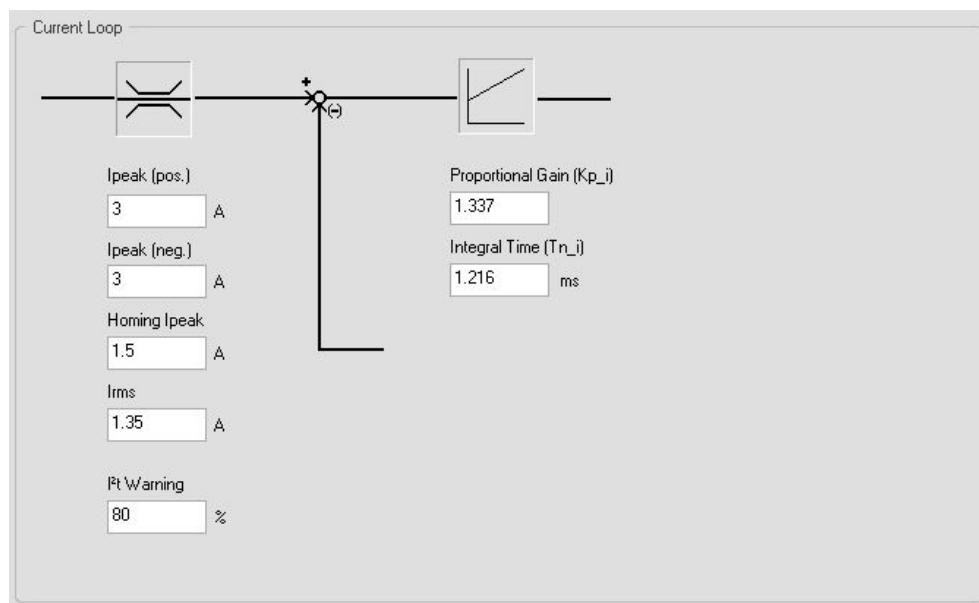 Current Loop
+
(-)
Ipeak (pos.)
3 A
Ipeak (neg.)
3 A
Homing Ipeak
1.5 A
Irms
1.35 A
I²t Warning
80 %
Proportional Gain (Kp_i)
1.337
Integral Time (Tn_i)
1.216 ms